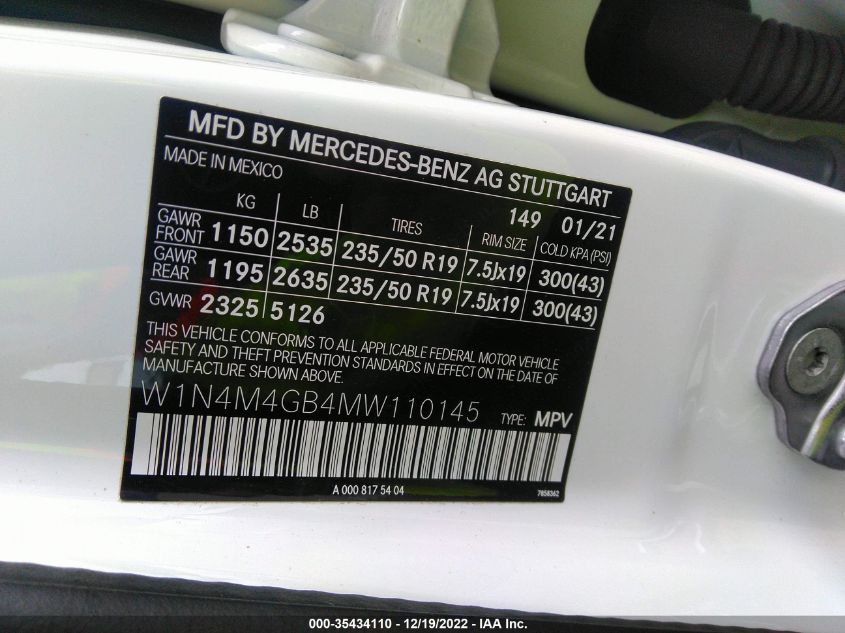 MFD BY MERCEDES-BENZ AG STUTTGART
MADE IN MEXICO
149 01/21
KG LB TIRES RIM SIZE COLD KPA (PSI)
GAWR FRONT 1150 2535 235/50 R19 7.5Jx19 300(43)
GAWR REAR 1195 2635 235/50 R19 7.5Jx19 300(43)
GVWR 2325 5126
THIS VEHICLE CONFORMS TO ALL APPLICABLE FEDERAL MOTOR VEHICLE
SAFETY AND THEFT PREVENTION STANDARDS IN EFFECT ON THE DATE OF
MANUFACTURE SHOWN ABOVE.
W1N4M4GB4MW110145 TYPE: MPV
A 000 817 54 04 7658362
000-35434110 - 12/19/2022 - IAA Inc.